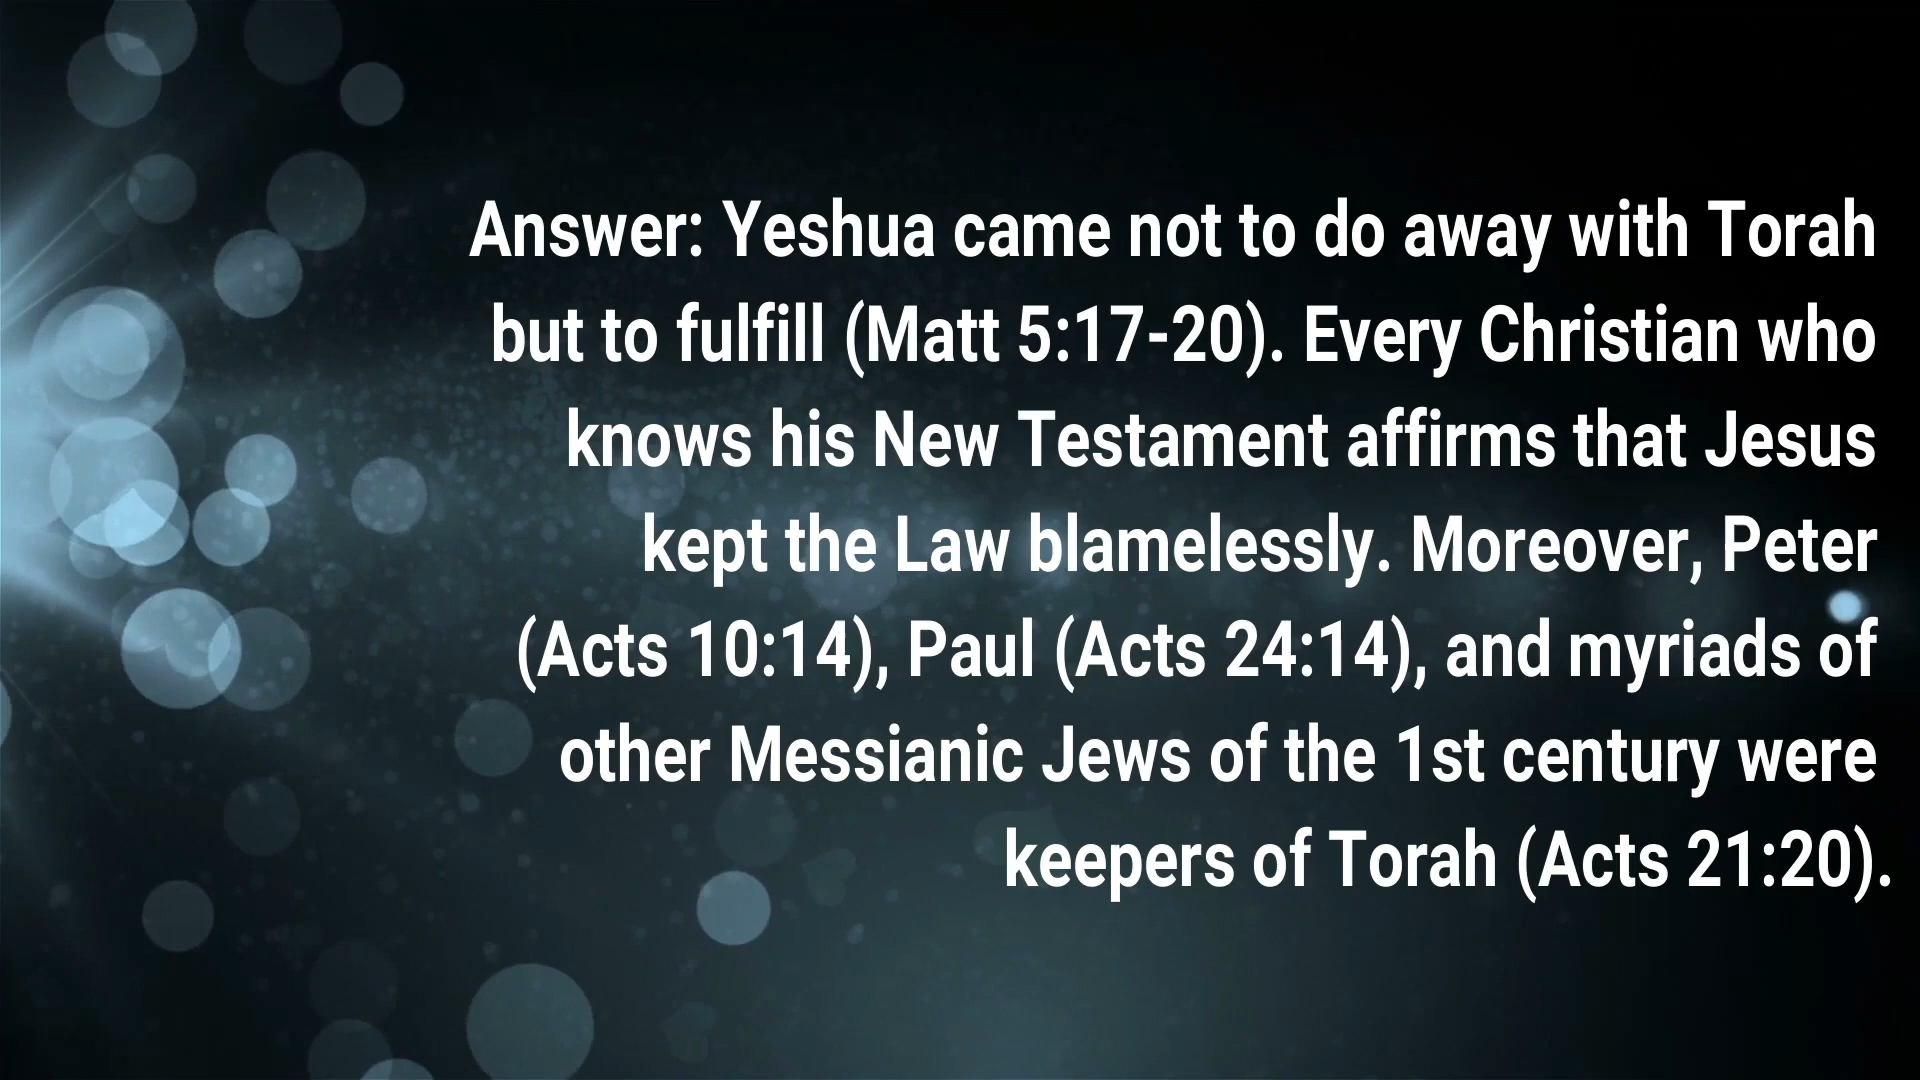 Answer: Yeshua came not to do away with Torah
but to fulfill (Matt 5:17-20). Every Christian who
knows his New Testament affirms that Jesus
kept the Law blamelessly. Moreover, Peter
(Acts 10:14), Paul (Acts 24:14), and myriads of
other Messianic Jews of the 1st century were
keepers of Torah (Acts 21:20).